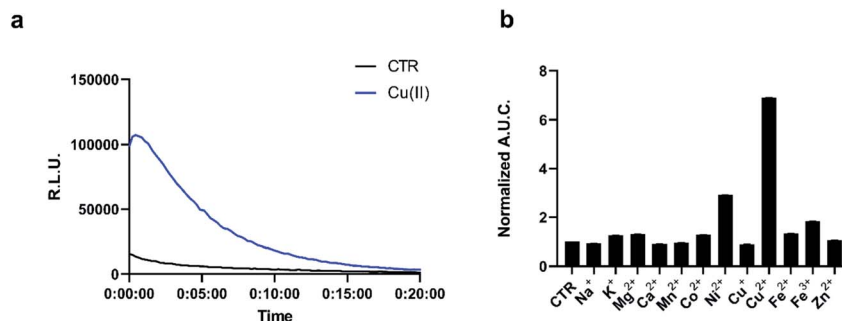 a
b
CTR
Cu(II)
150000
100000
50000
0
R.L.U.
0:00:00
0:05:00
0:10:00
0:15:00
0:20:00
Time
8
6
4
2
0
Normalized A.U.C.
CTR
Na⁺
K⁺
Mg²⁺
Ca²⁺
Mn²⁺
Co²⁺
Ni²⁺
Cu⁺
Cu²⁺
Fe²⁺
Fe³⁺
Zn²⁺